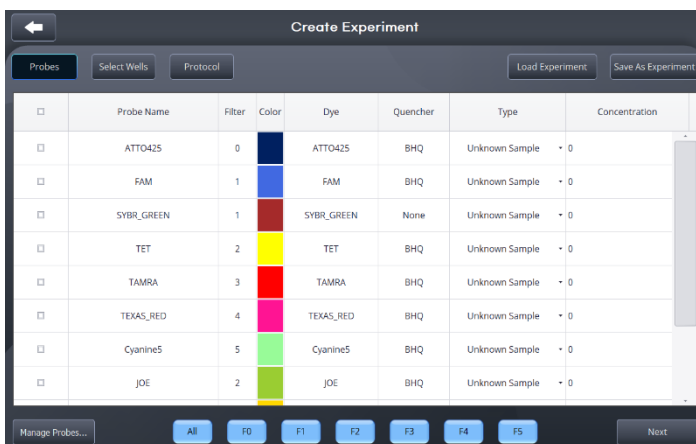 Create Experiment
Probes Select Wells Protocol Load Experiment Save As Experiment
Probe Name Filter Color Dye Quencher Type Concentration
ATTO425 0 ATTO425 BHQ Unknown Sample 0
FAM 1 FAM BHQ Unknown Sample 0
SYBR_GREEN 1 SYBR_GREEN None Unknown Sample 0
TET 2 TET BHQ Unknown Sample 0
TAMRA 3 TAMRA BHQ Unknown Sample 0
TEXAS_RED 4 TEXAS_RED BHQ Unknown Sample 0
Cyanine5 5 Cyanine5 BHQ Unknown Sample 0
JOE 2 JOE BHQ Unknown Sample 0
Manage Probes... All F0 F1 F2 F3 F4 F5 Next